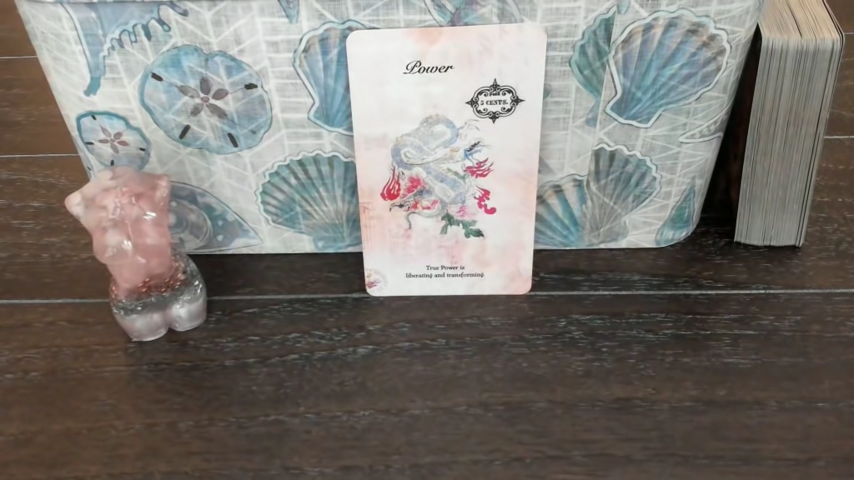 Power
5 CENTS.
True Power is
liberating and transforming.